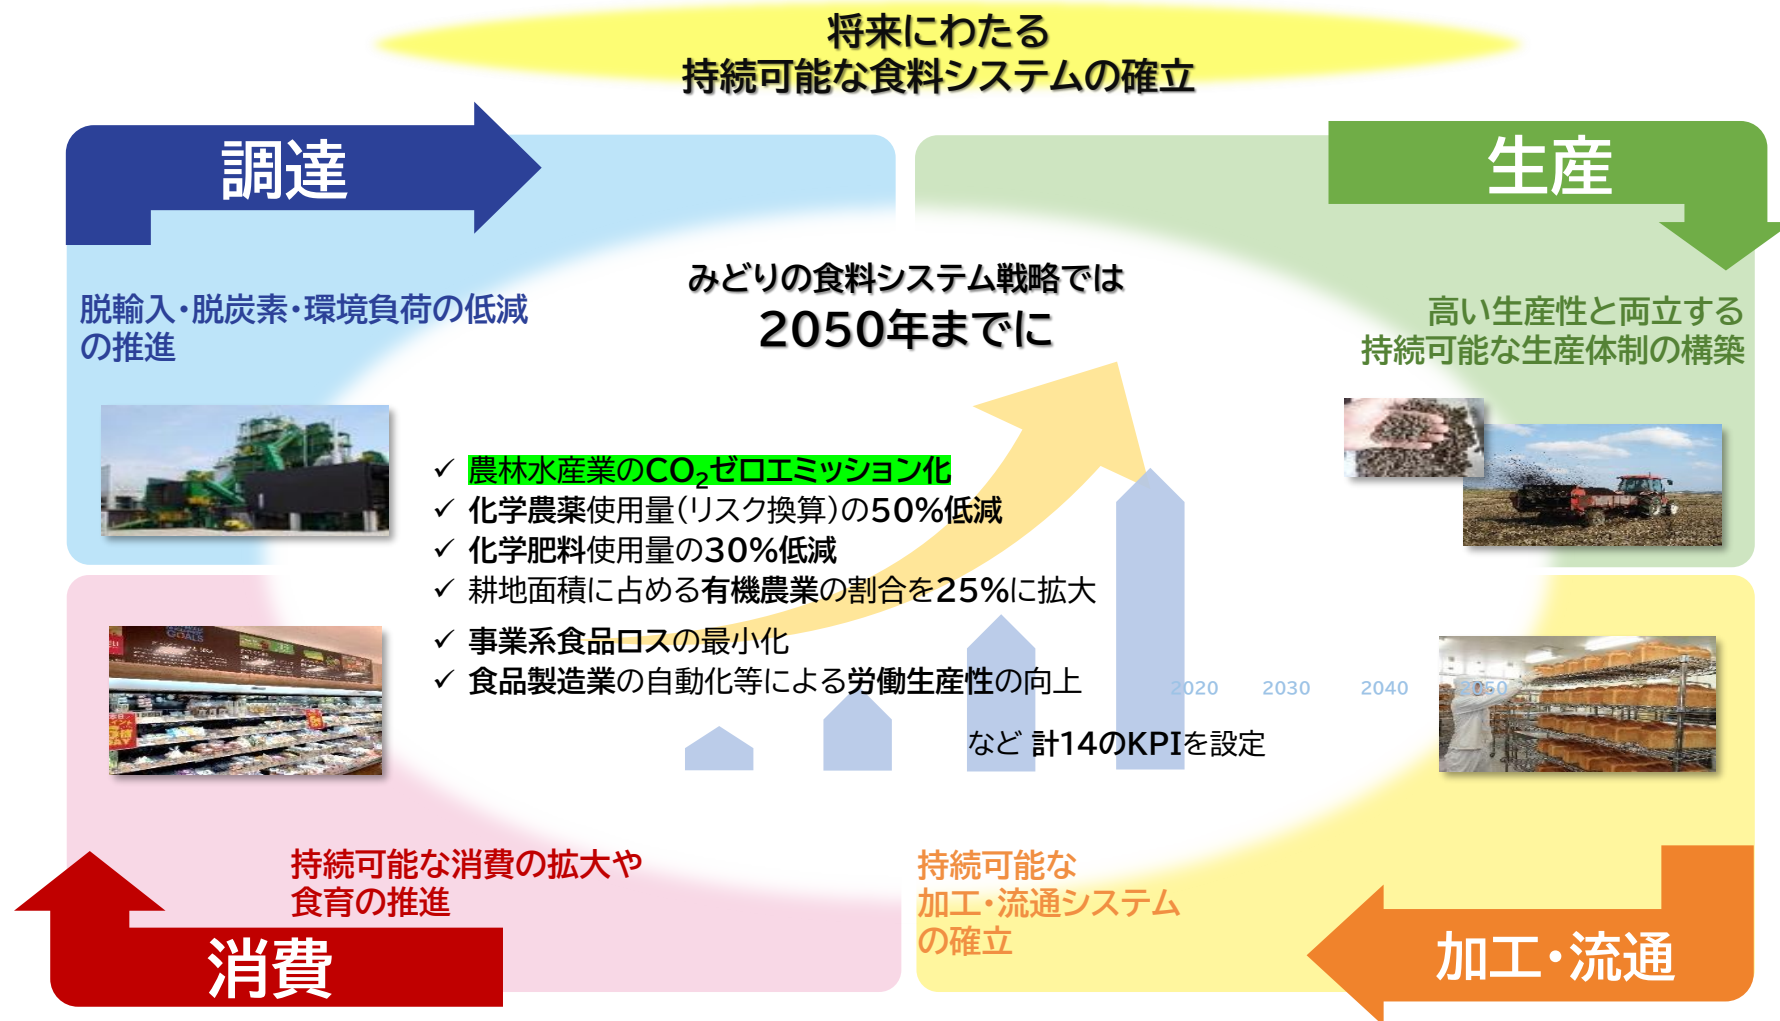 将来にわたる
持続可能な食料システムの確立
調達
生産
脱輸入・脱炭素・環境負荷の低減
の推進
高い生産性と両立する
持続可能な生産体制の構築
みどりの食料システム戦略では
2050年までに
✓ 農林水産業のCO₂ゼロエミッション化
✓ 化学農薬使用量（リスク換算）の50%低減
✓ 化学肥料使用量の30%低減
✓ 耕地面積に占める有機農業の割合を25%に拡大
✓ 事業系食品ロスの最小化
✓ 食品製造業の自動化等による労働生産性の向上
2020 2030 2040 2050
など 計14のKPIを設定
GOALS
持続可能な消費の拡大や
食育の推進
消費
持続可能な
加工・流通システム
の確立
加工・流通